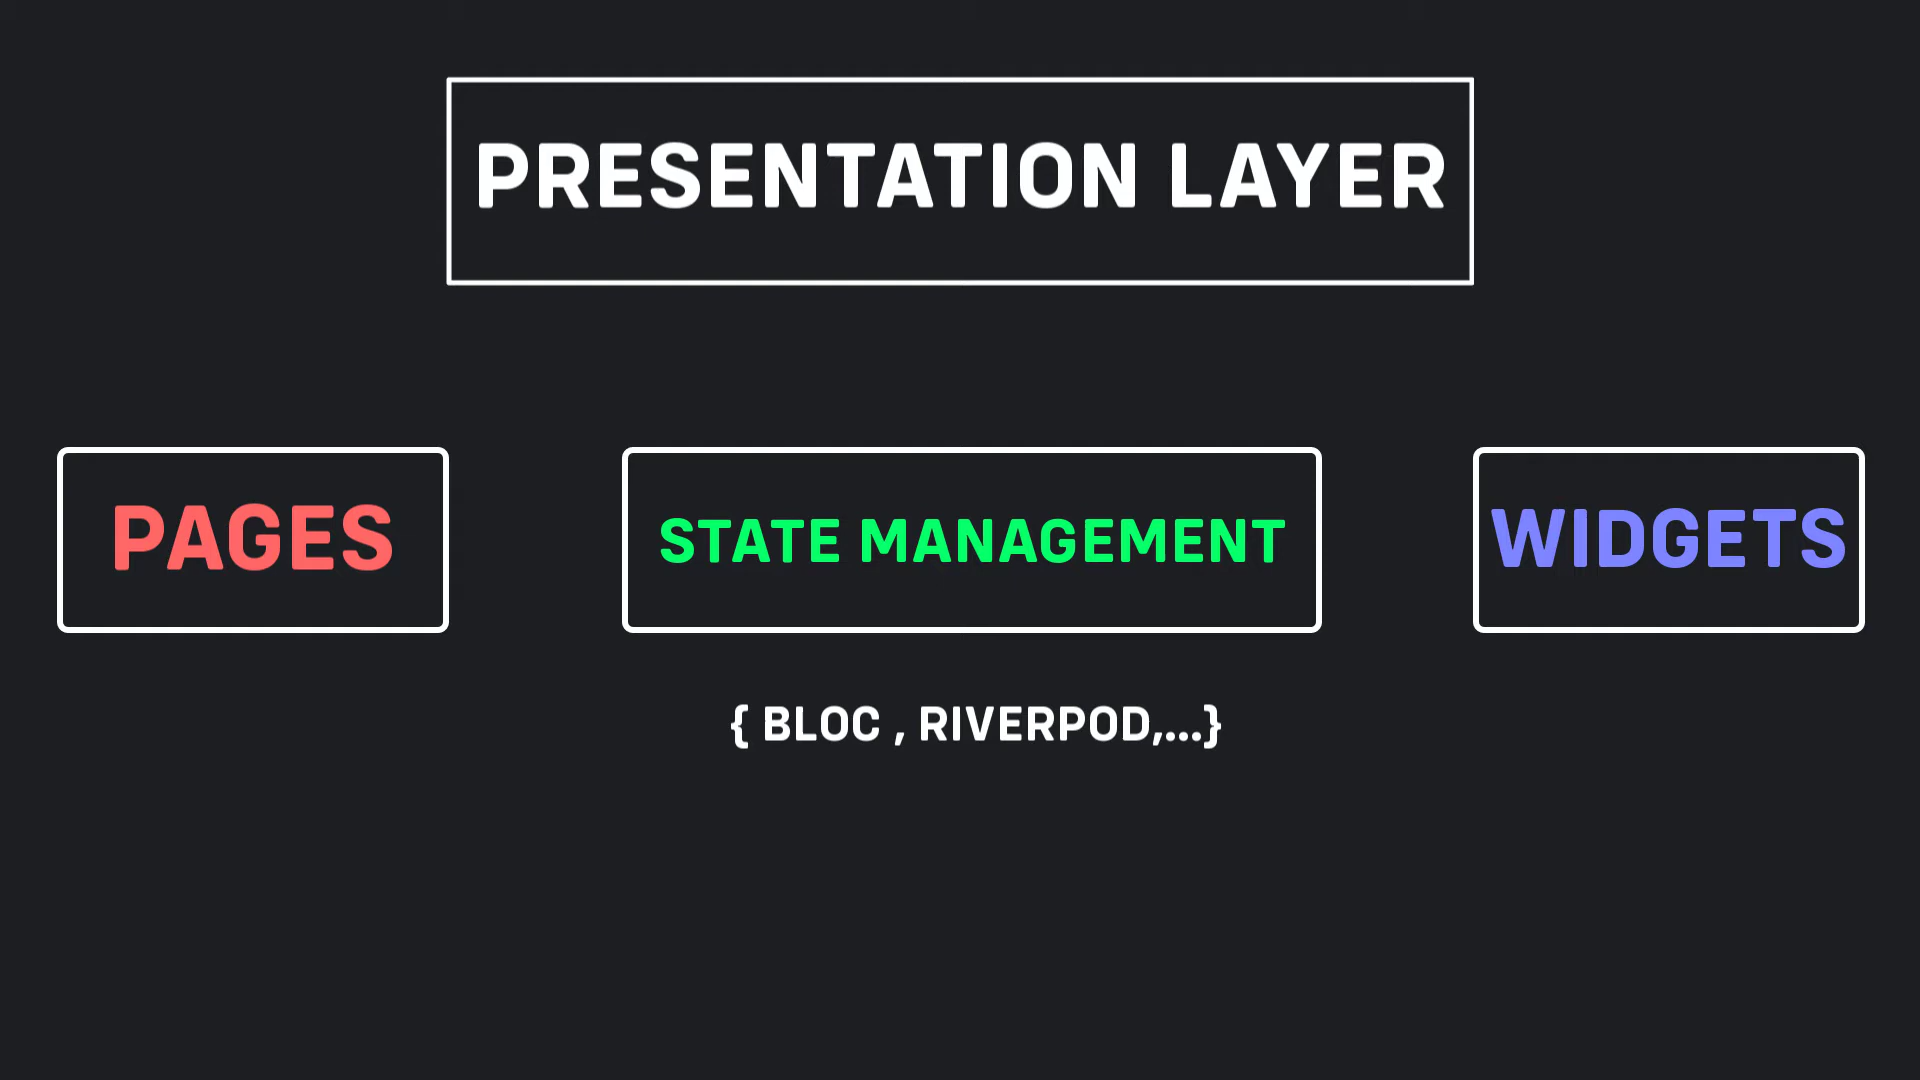 PRESENTATION LAYER
PAGES
STATE MANAGEMENT
WIDGETS
{ BLOC , RIVERPOD,...}